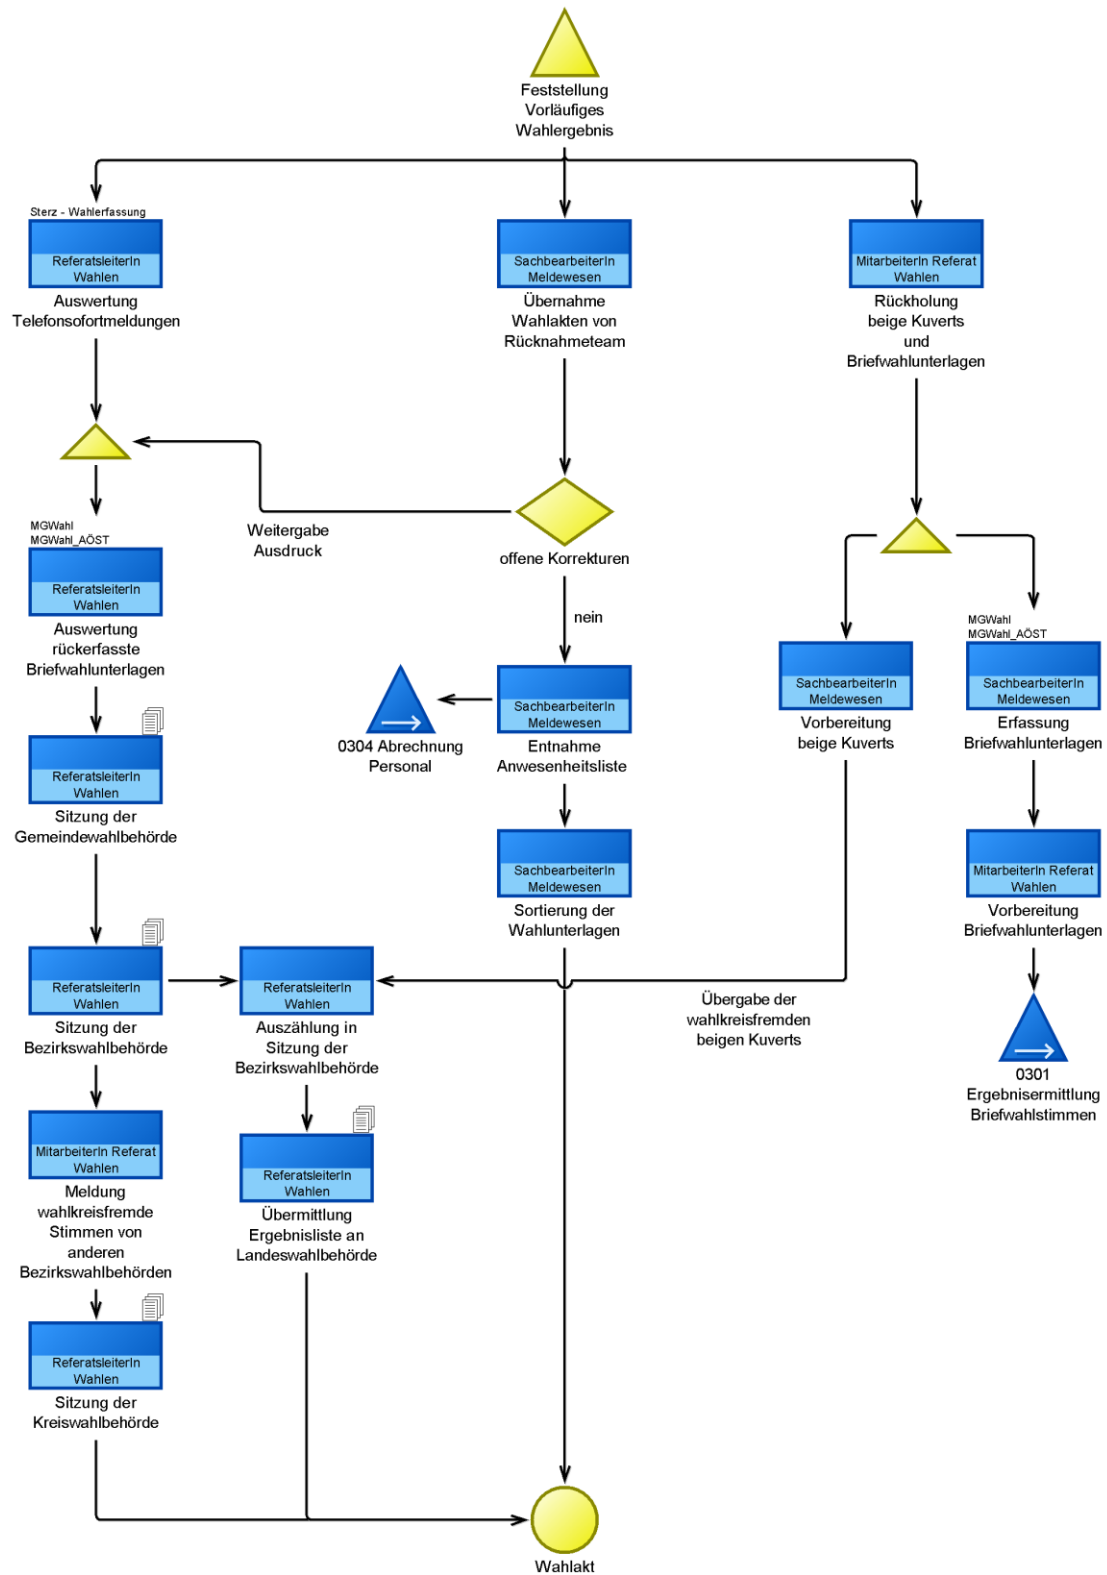 Feststellung
Vorläufiges
Wahlergebnis
Sterz - Wahlerfassung
ReferatsleiterIn
Wahlen
Auswertung
Telefonsofortmeldungen
SachbearbeiterIn
Meldewesen
Übernahme
Wahlakten von
Rücknahmeteam
MitarbeiterIn Referat
Wahlen
Rückholung
beige Kuverts
und
Briefwahlunterlagen
Weitergabe
Ausdruck
offene Korrekturen
nein
MGWahl
MGWahl_AÖST
ReferatsleiterIn
Wahlen
Auswertung
rückerfasste
Briefwahlunterlagen
ReferatsleiterIn
Wahlen
Sitzung der
Gemeindewahlbehörde
0304 Abrechnung
Personal
SachbearbeiterIn
Meldewesen
Entnahme
Anwesenheitsliste
SachbearbeiterIn
Meldewesen
Sortierung der
Wahlunterlagen
SachbearbeiterIn
Meldewesen
Vorbereitung
beige Kuverts
MGWahl
MGWahl_AÖST
SachbearbeiterIn
Meldewesen
Erfassung
Briefwahlunterlagen
MitarbeiterIn Referat
Wahlen
Vorbereitung
Briefwahlunterlagen
ReferatsleiterIn
Wahlen
Sitzung der
Bezirkswahlbehörde
ReferatsleiterIn
Wahlen
Auszählung in
Sitzung der
Bezirkswahlbehörde
Übergabe der
wahlkreisfremden
beigen Kuverts
0301
Ergebnisermittlung
Briefwahlstimmen
MitarbeiterIn Referat
Wahlen
Meldung
wahlkreisfremde
Stimmen von
anderen
Bezirkswahlbehörden
ReferatsleiterIn
Wahlen
Übermittlung
Ergebnisliste an
Landeswahlbehörde
ReferatsleiterIn
Wahlen
Sitzung der
Kreiswahlbehörde
Wahlakt